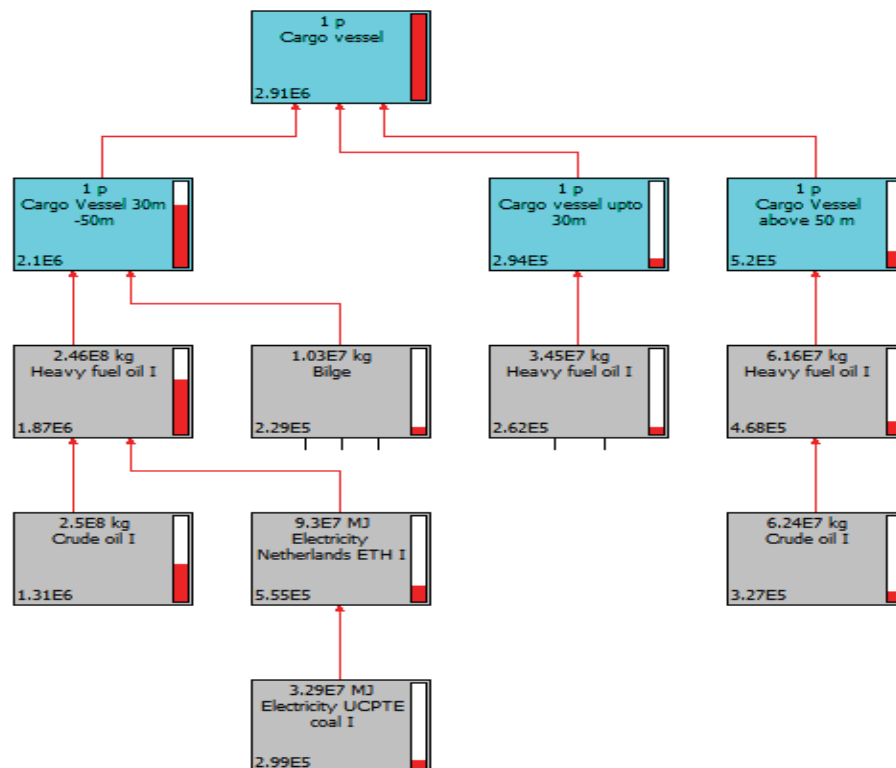 1 p
Cargo vessel
2.91E6
1 p
Cargo Vessel 30m
-50m
2.1E6
1 p
Cargo vessel upto
30m
2.94E5
1 p
Cargo Vessel
above 50 m
5.2E5
2.46E8 kg
Heavy fuel oil I
1.87E6
1.03E7 kg
Bilge
2.29E5
3.45E7 kg
Heavy fuel oil I
2.62E5
6.16E7 kg
Heavy fuel oil I
4.68E5
2.5E8 kg
Crude oil I
1.31E6
9.3E7 MJ
Electricity
Netherlands ETH I
5.55E5
6.24E7 kg
Crude oil I
3.27E5
3.29E7 MJ
Electricity UCPTE
coal I
2.99E5